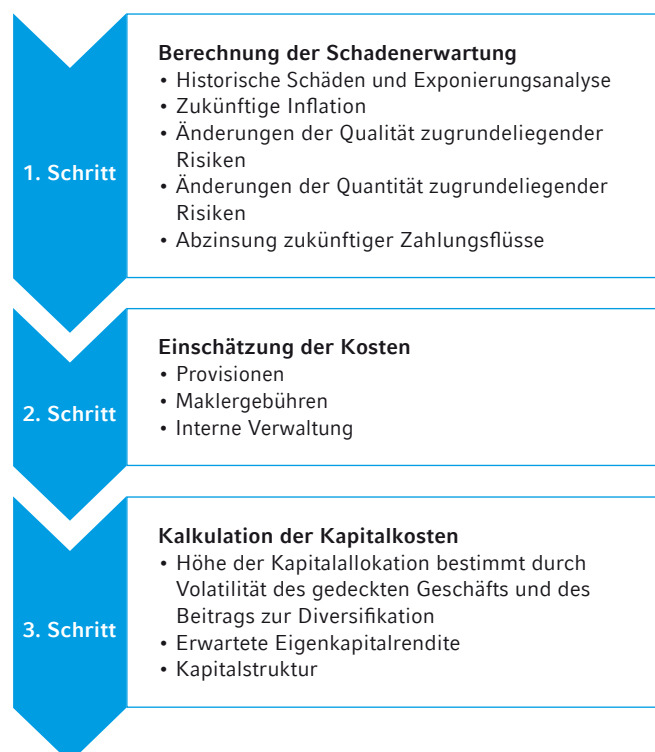 1. Schritt
Berechnung der Schadenerwartung
• Historische Schäden und Exponierungsanalyse
• Zukünftige Inflation
• Änderungen der Qualität zugrundeliegender
Risiken
• Änderungen der Quantität zugrundeliegender
Risiken
• Abzinsung zukünftiger Zahlungsflüsse
2. Schritt
Einschätzung der Kosten
• Provisionen
• Maklergebühren
• Interne Verwaltung
3. Schritt
Kalkulation der Kapitalkosten
• Höhe der Kapitalallokation bestimmt durch
Volatilität des gedeckten Geschäfts und des
Beitrags zur Diversifikation
• Erwartete Eigenkapitalrendite
• Kapitalstruktur